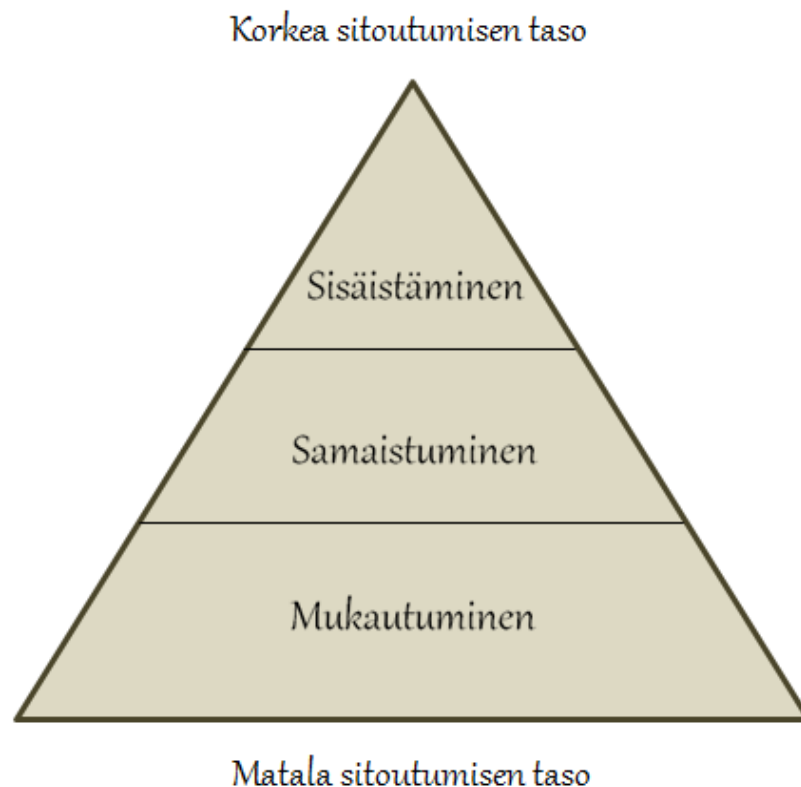 Korkea sitoutumisen taso
Sisäistäminen
Samaistuminen
Mukautuminen
Matala sitoutumisen taso